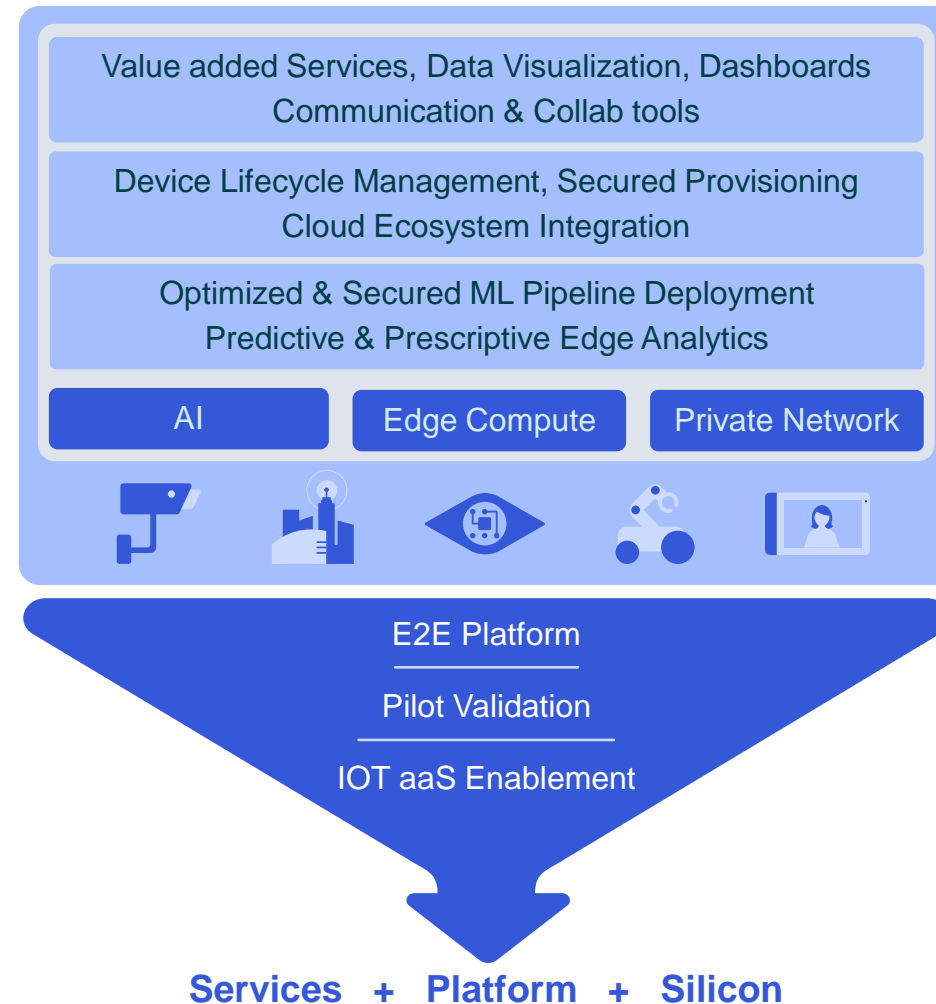 Value added Services, Data Visualization, Dashboards
Communication & Collab tools
Device Lifecycle Management, Secured Provisioning
Cloud Ecosystem Integration
Optimized & Secured ML Pipeline Deployment
Predictive & Prescriptive Edge Analytics
AI
Edge Compute
Private Network
E2E Platform
Pilot Validation
IOT aaS Enablement
Services + Platform + Silicon